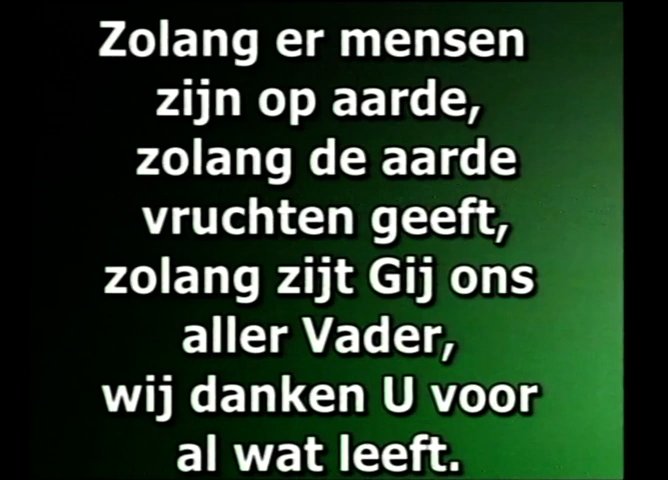 Zolang er mensen
zijn op aarde,
zolang de aarde
vruchten geeft,
zolang zijt Gij ons
aller Vader,
wij danken U voor
al wat leeft.